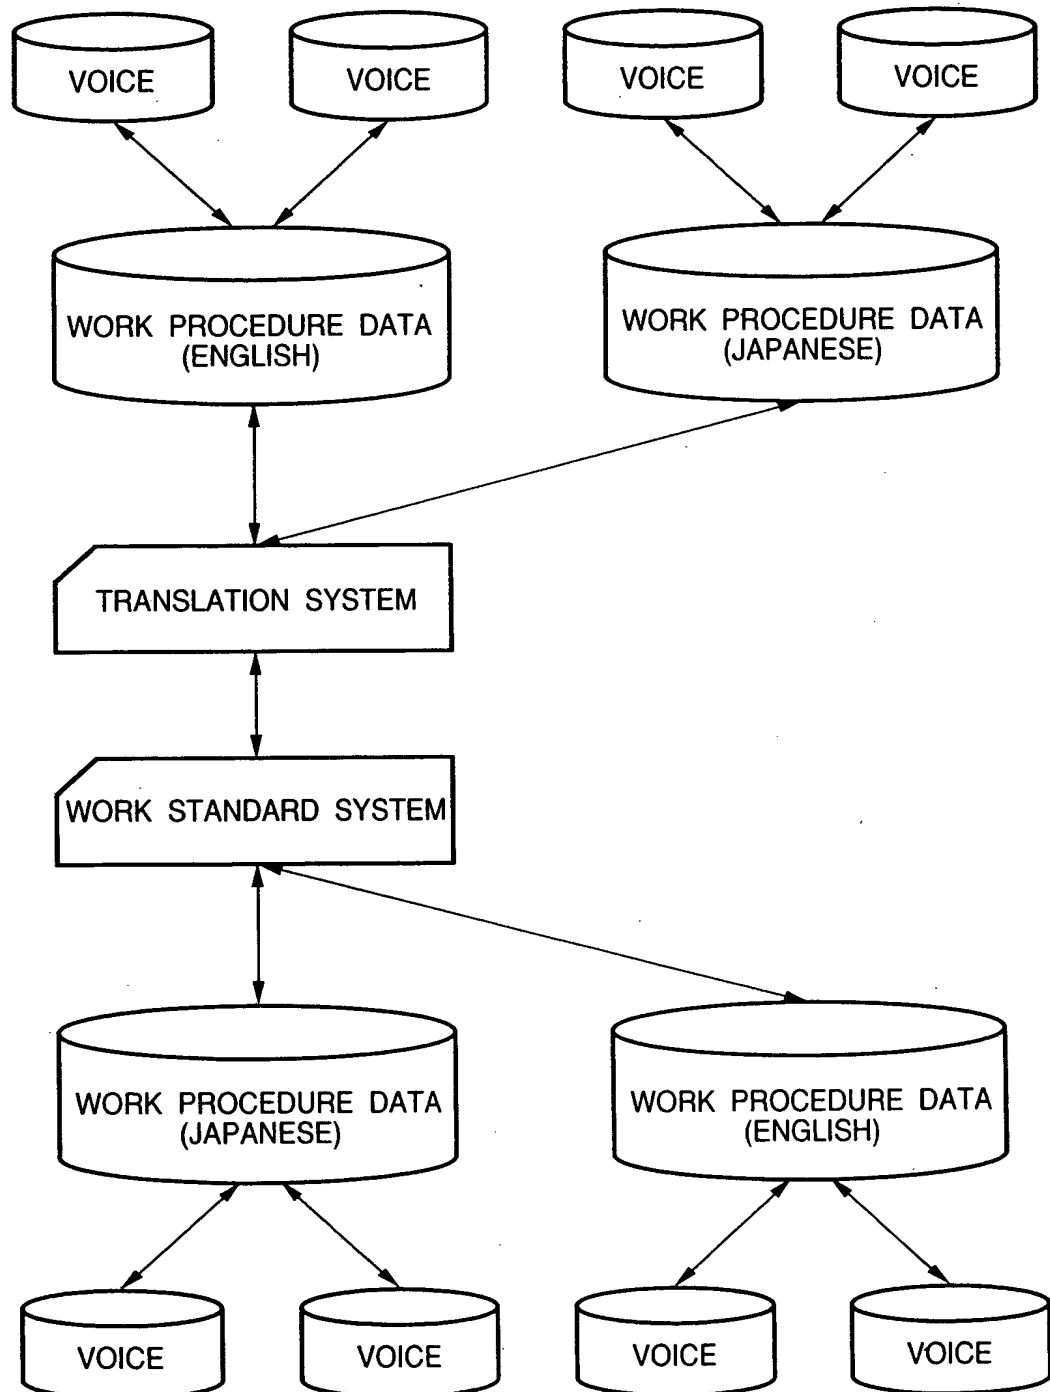 VOICE
VOICE
VOICE
VOICE
WORK PROCEDURE DATA
(ENGLISH)
WORK PROCEDURE DATA
(JAPANESE)
TRANSLATION SYSTEM
WORK STANDARD SYSTEM
WORK PROCEDURE DATA
(JAPANESE)
WORK PROCEDURE DATA
(ENGLISH)
VOICE
VOICE
VOICE
VOICE